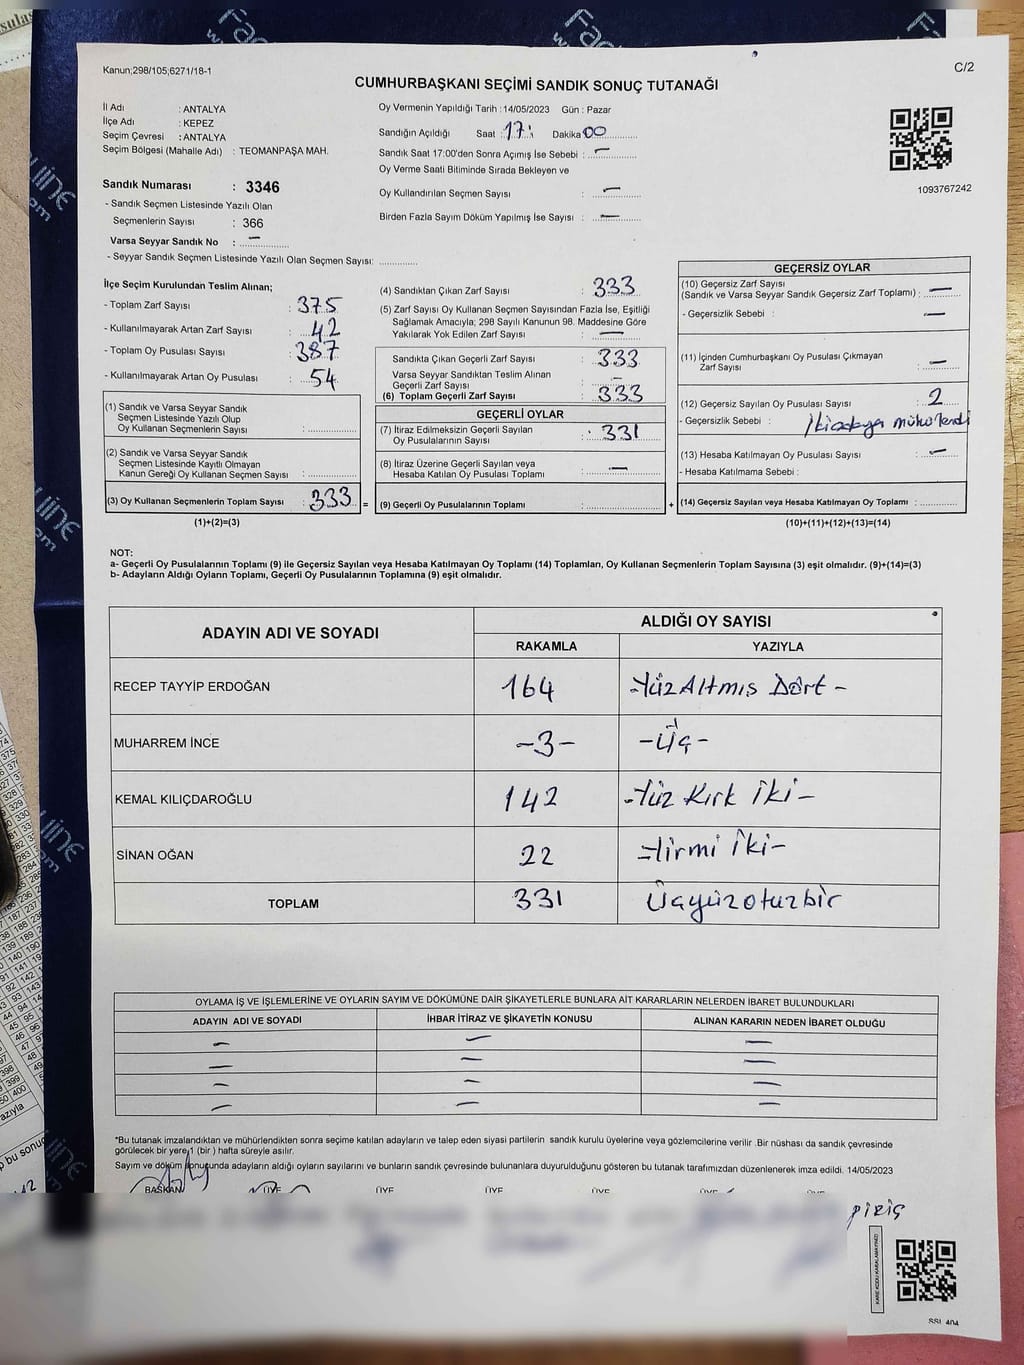 Kanun;298/105;6271/18-1
C/2
CUMHURBAŞKANI SEÇİMİ SANDIK SONUÇ TUTANAĞI
İl Adı : ANTALYA
İlçe Adı : KEPEZ
Seçim Çevresi : ANTALYA
Seçim Bölgesi (Mahalle Adı) : TEOMANPAŞA MAH.
Oy Vermenin Yapıldığı Tarih : 14/05/2023 Gün : Pazar
Sandığın Açıldığı Saat : 17: Dakika 00
Sandık Saat 17:00'den Sonra Açımış İse Sebebi : –
Oy Verme Saati Bitiminde Sırada Bekleyen ve
Oy Kullandırılan Seçmen Sayısı : –
Birden Fazla Sayım Döküm Yapılmış İse Sayısı : –
1093767242
Sandık Numarası : 3346
- Sandık Seçmen Listesinde Yazılı Olan
Seçmenlerin Sayısı : 366
Varsa Seyyar Sandık No : –
- Seyyar Sandık Seçmen Listesinde Yazılı Olan Seçmen Sayısı:
İlçe Seçim Kurulundan Teslim Alınan;
- Toplam Zarf Sayısı : 375
- Kullanılmayarak Artan Zarf Sayısı : 42
- Toplam Oy Pusulası Sayısı : 387
- Kullanılmayarak Artan Oy Pusulası : 54
(1) Sandık ve Varsa Seyyar Sandık
Seçmen Listesinde Yazılı Olup
Oy Kullanan Seçmenlerin Sayısı :
(2) Sandık ve Varsa Seyyar Sandık
Seçmen Listesinde Kayıtlı Olmayan
Kanun Gereği Oy Kullanan Seçmen Sayısı :
(3) Oy Kullanan Seçmenlerin Toplam Sayısı : 333 =
(1)+(2)=(3)
(4) Sandıktan Çıkan Zarf Sayısı : 333
(5) Zarf Sayısı Oy Kullanan Seçmen Sayısından Fazla İse, Eşitliği
Sağlamak Amacıyla; 298 Sayılı Kanunun 98. Maddesine Göre
Yakılarak Yok Edilen Zarf Sayısı : –
Sandıkta Çıkan Geçerli Zarf Sayısı : 333
Varsa Seyyar Sandıktan Teslim Alınan
Geçerli Zarf Sayısı : –
(6) Toplam Geçerli Zarf Sayısı : 333
GEÇERLİ OYLAR
(7) İtiraz Edilmeksizin Geçerli Sayılan
Oy Pusulalarının Sayısı : 331
(8) İtiraz Üzerine Geçerli Sayılan veya
Hesaba Katılan Oy Pusulası Toplamı : –
(9) Geçerli Oy Pusulalarının Toplamı : +
GEÇERSİZ OYLAR
(10) Geçersiz Zarf Sayısı
(Sandık ve Varsa Seyyar Sandık Geçersiz Zarf Toplamı) : –
- Geçersizlik Sebebi : –
(11) İçinden Cumhurbaşkanı Oy Pusulası Çıkmayan
Zarf Sayısı : –
(12) Geçersiz Sayılan Oy Pusulası Sayısı : 2
- Geçersizlik Sebebi :
(13) Hesaba Katılmayan Oy Pusulası Sayısı : –
- Hesaba Katılmama Sebebi :
(14) Geçersiz Sayılan veya Hesaba Katılmayan Oy Toplamı :
(10)+(11)+(12)+(13)=(14)
NOT:
a- Geçerli Oy Pusulalarının Toplamı (9) ile Geçersiz Sayılan veya Hesaba Katılmayan Oy Toplamı (14) Toplamları, Oy Kullanan Seçmenlerin Toplam Sayısına (3) eşit olmalıdır. (9)+(14)=(3)
b- Adayların Aldığı Oyların Toplamı, Geçerli Oy Pusulalarının Toplamına (9) eşit olmalıdır.
ADAYIN ADI VE SOYADI
ALDIĞI OY SAYISI
RAKAMLA YAZIYLA
RECEP TAYYİP ERDOĞAN 164 -Yüz Altmış Dört-
MUHARREM İNCE -3- -Üç-
KEMAL KILIÇDAROĞLU 142 -Yüz Kırk İki-
SİNAN OĞAN 22 -Yirmi İki-
TOPLAM 331 Üçyüzotuzbir
OYLAMA İŞ VE İŞLEMLERİNE VE OYLARIN SAYIM VE DÖKÜMÜNE DAİR ŞİKAYETLERLE BUNLARA AİT KARARLARIN NELERDEN İBARET BULUNDUKLARI
ADAYIN ADI VE SOYADI İHBAR İTİRAZ VE ŞİKAYETİN KONUSU ALINAN KARARIN NEDEN İBARET OLDUĞU
– – –
– – –
– – –
– – –
*Bu tutanak imzalandıktan ve mühürlendikten sonra seçime katılan adayların ve talep eden siyasi partilerin sandık kurulu üyelerine veya gözlemcilerine verilir .Bir nüshası da sandık çevresinde
görülecek bir yere 1 (bir ) hafta süreyle asılır.
Sayım ve döküm sonucunda adayların aldığı oyların sayılarını ve bunların sandık çevresinde bulunanlara duyurulduğunu gösteren bu tutanak tarafımızdan düzenlenerek imza edildi. 14/05/2023
BAŞKAN ÜYE ÜYE ÜYE ÜYE ÜYE ÜYE
PİRİŞ